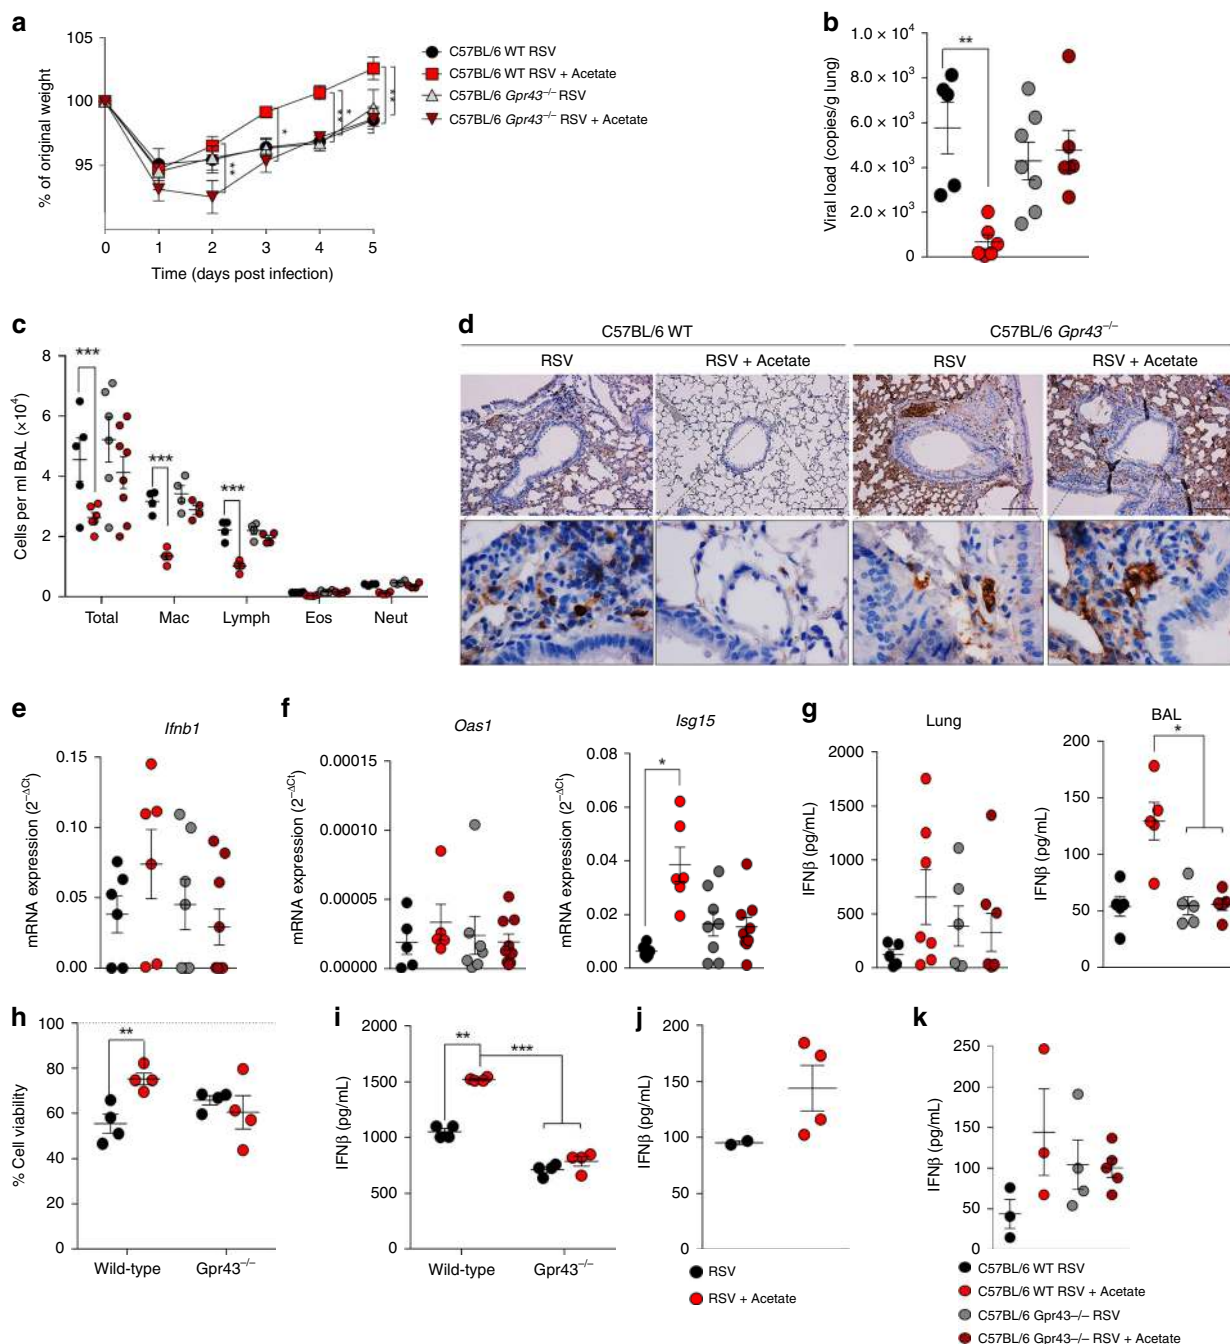 a
105
100
95
% of original weight
0 1 2 3 4 5
Time (days post infection)
C57BL/6 WT RSV
C57BL/6 WT RSV + Acetate
C57BL/6 Gpr43–/– RSV
C57BL/6 Gpr43–/– RSV + Acetate
**
*
**
*
**
b
1.0 × 10⁴
8.0 × 10³
6.0 × 10³
4.0 × 10³
2.0 × 10³
0
Viral load (copies/g lung)
**
c
8
6
4
2
0
Cells per ml BAL (×10⁴)
***
***
***
Total Mac Lymph Eos Neut
d
C57BL/6 WT
C57BL/6 Gpr43–/–
RSV
RSV + Acetate
RSV
RSV + Acetate
e
Ifnb1
0.15
0.10
0.05
0.00
mRNA expression (2–ΔCt)
f
Oas1
0.00015
0.00010
0.00005
0.00000
mRNA expression (2–ΔCt)
Isg15
0.08
0.06
0.04
0.02
0.00
mRNA expression (2–ΔCt)
*
g
Lung
2000
1500
1000
500
0
IFNβ (pg/mL)
BAL
200
150
100
50
0
IFNβ (pg/mL)
*
h
100
80
60
40
20
0
% Cell viability
**
Wild-type Gpr43–/–
i
2000
1500
1000
500
0
IFNβ (pg/mL)
**
***
Wild-type Gpr43–/–
j
200
150
100
50
0
IFNβ (pg/mL)
RSV
RSV + Acetate
k
250
200
150
100
50
0
IFNβ (pg/mL)
C57BL/6 WT RSV
C57BL/6 WT RSV + Acetate
C57BL/6 Gpr43–/– RSV
C57BL/6 Gpr43–/– RSV + Acetate